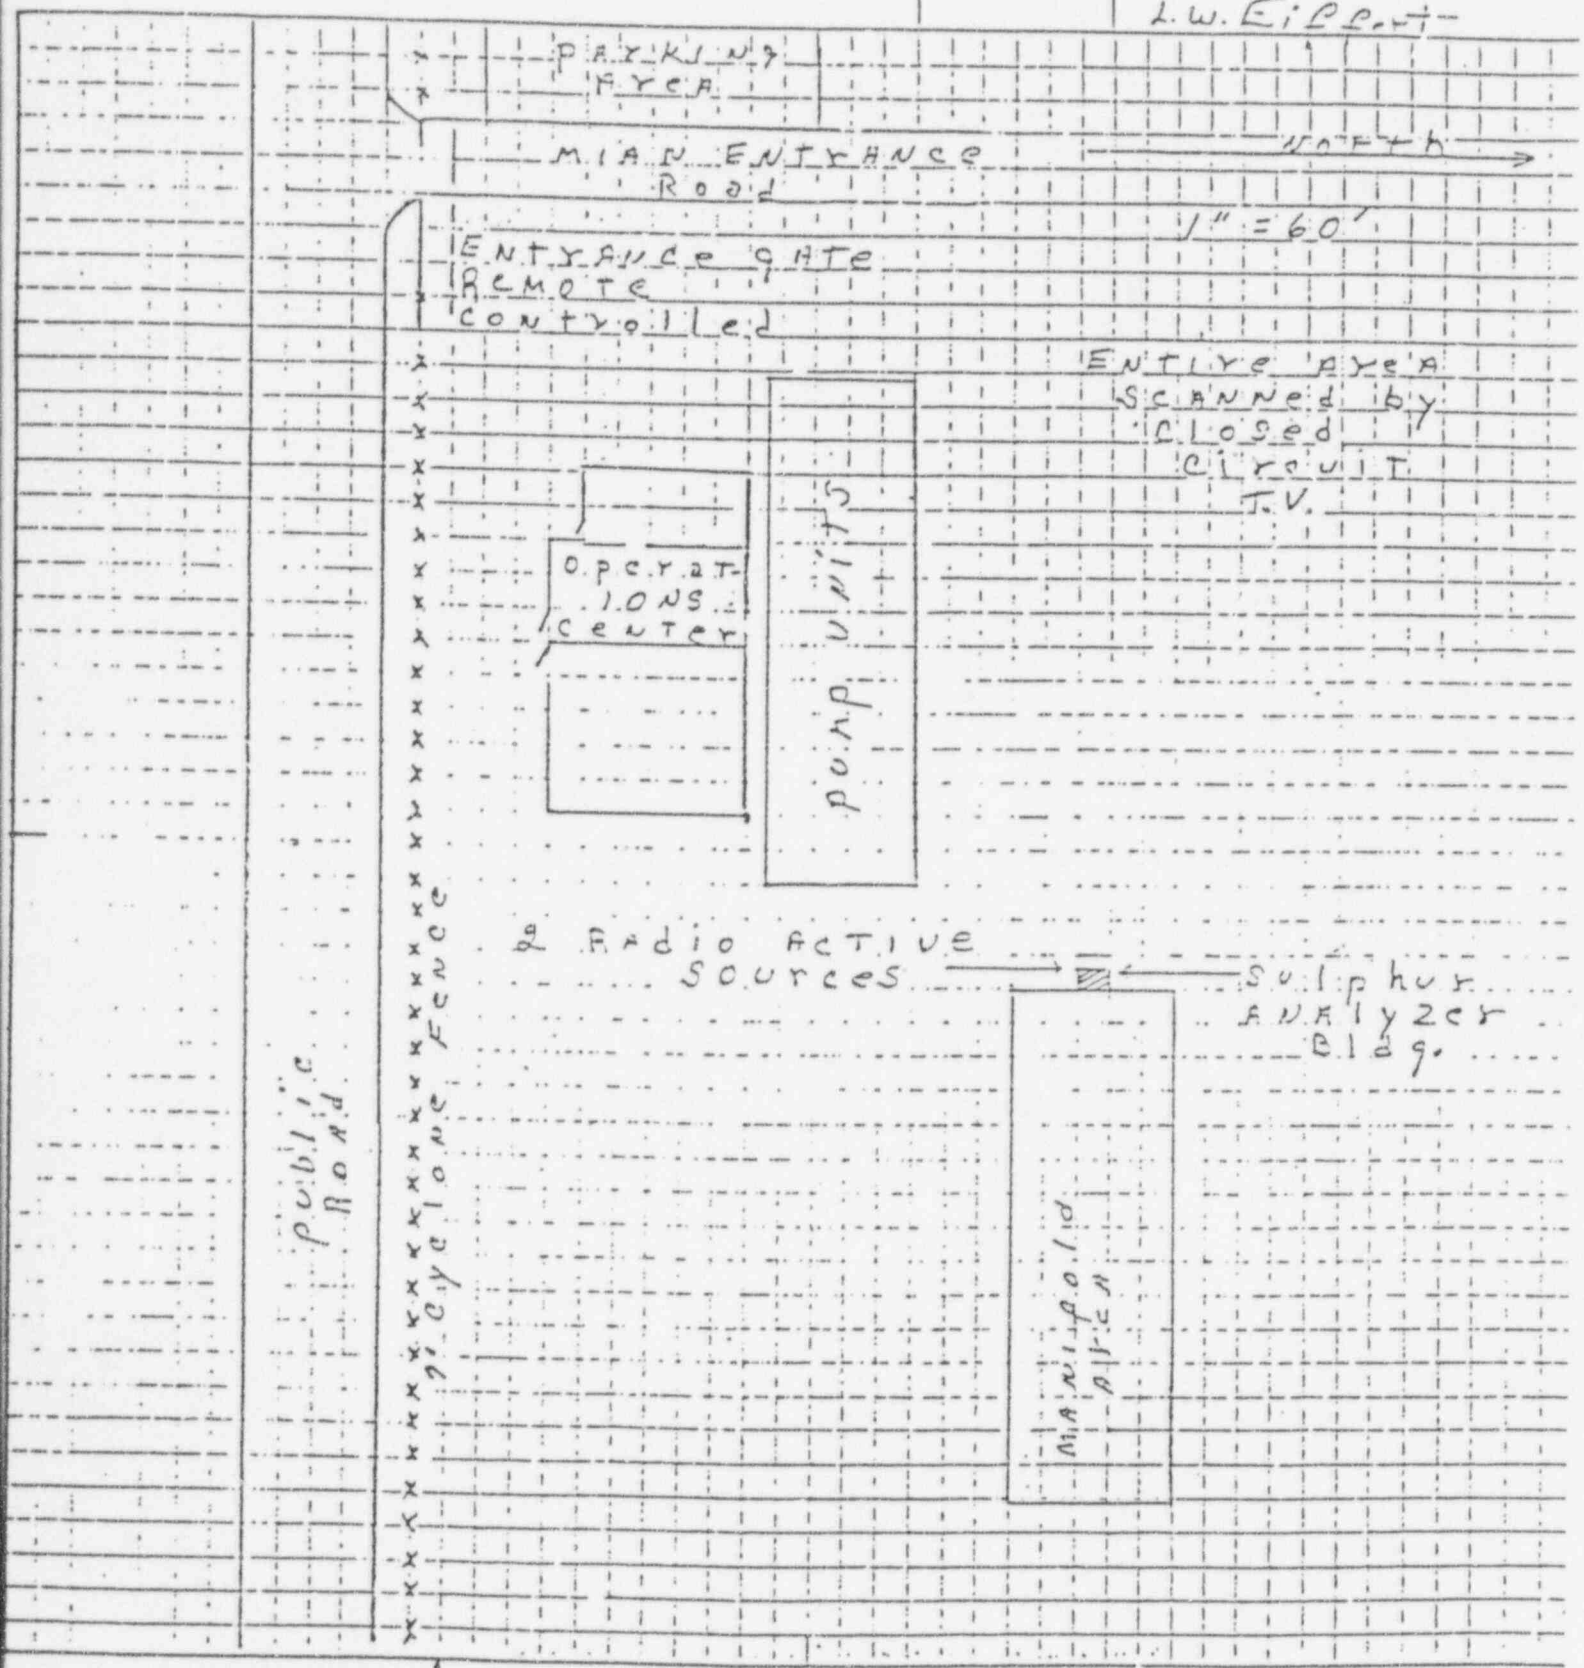 L.W. Eiffert
PArKING
AreA
MIAN ENTrANCe
Road
North
1" = 60'
ENTrANCe gATe
ReMOTe
CONTrolled
ENTIre AreA
SCANNed by
Closed
CIrcuIT
T.V.
OperaT-
IONS
CeNTer
pump units
2 RAdio AcTIve
SOUrces
Sulphur
ANAlyzer
Bldg.
public
RoAd
7' cyclone Fence
MANIfold
AreA